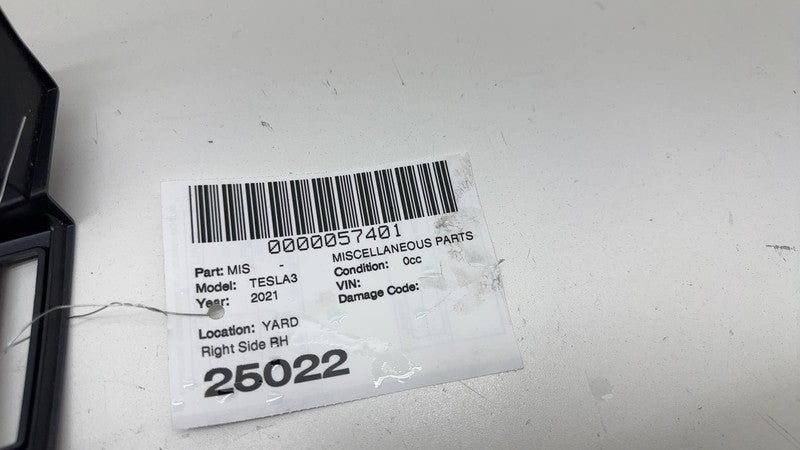 0000057401
Part: MIS - MISCELLANEOUS PARTS
Model: TESLA3 Condition: 0cc
Year: 2021 VIN:
Damage Code:
Location: YARD
Right Side RH
25022